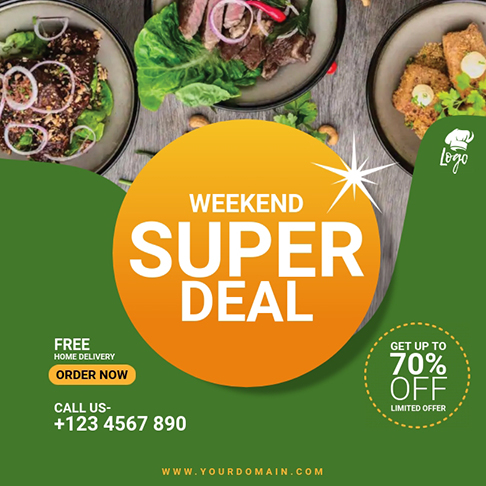 Logo
WEEKEND
SUPER
DEAL
FREE
HOME DELIVERY
ORDER NOW
CALL US-
+123 4567 890
GET UP TO
70%
OFF
LIMITED OFFER
WWW.YOURDOMAIN.COM